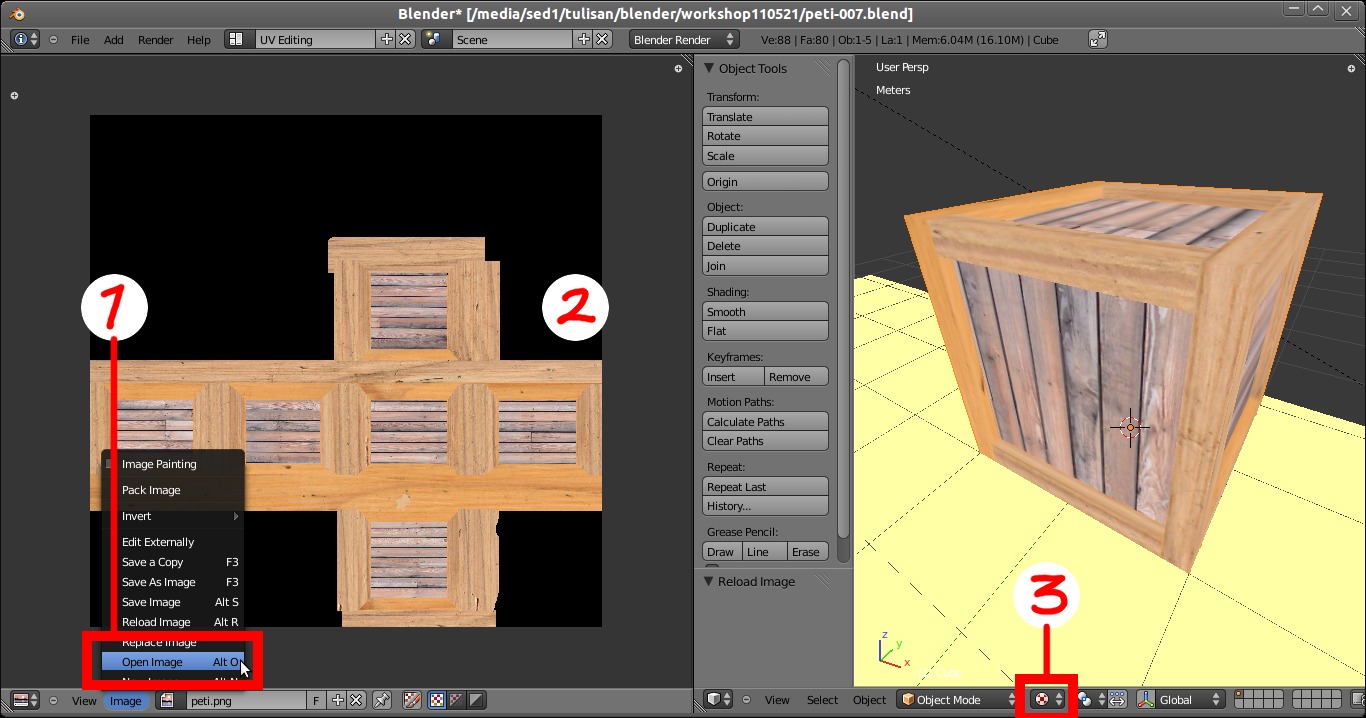 Blender* [/media/sed1/tulisan/blender/workshop110521/peti-007.blend]
File Add Render Help UV Editing Scene Blender Render Ve:88 | Fa:80 | Ob:1-5 | La:1 | Mem:6.04M (16.10M) | Cube
1
2
Image Painting
Pack Image
Invert
Edit Externally
Save a Copy F3
Save As Image F3
Save Image Alt S
Reload Image Alt R
Replace Image
Open Image Alt O
View Image peti.png F
Object Tools
Transform:
Translate
Rotate
Scale
Origin
Object:
Duplicate
Delete
Join
Shading:
Smooth
Flat
Keyframes:
Insert Remove
Motion Paths:
Calculate Paths
Clear Paths
Repeat:
Repeat Last
History...
Grease Pencil:
Draw Line Erase
Reload Image
User Persp
Meters
3
z
y
x
View Select Object Object Mode Global